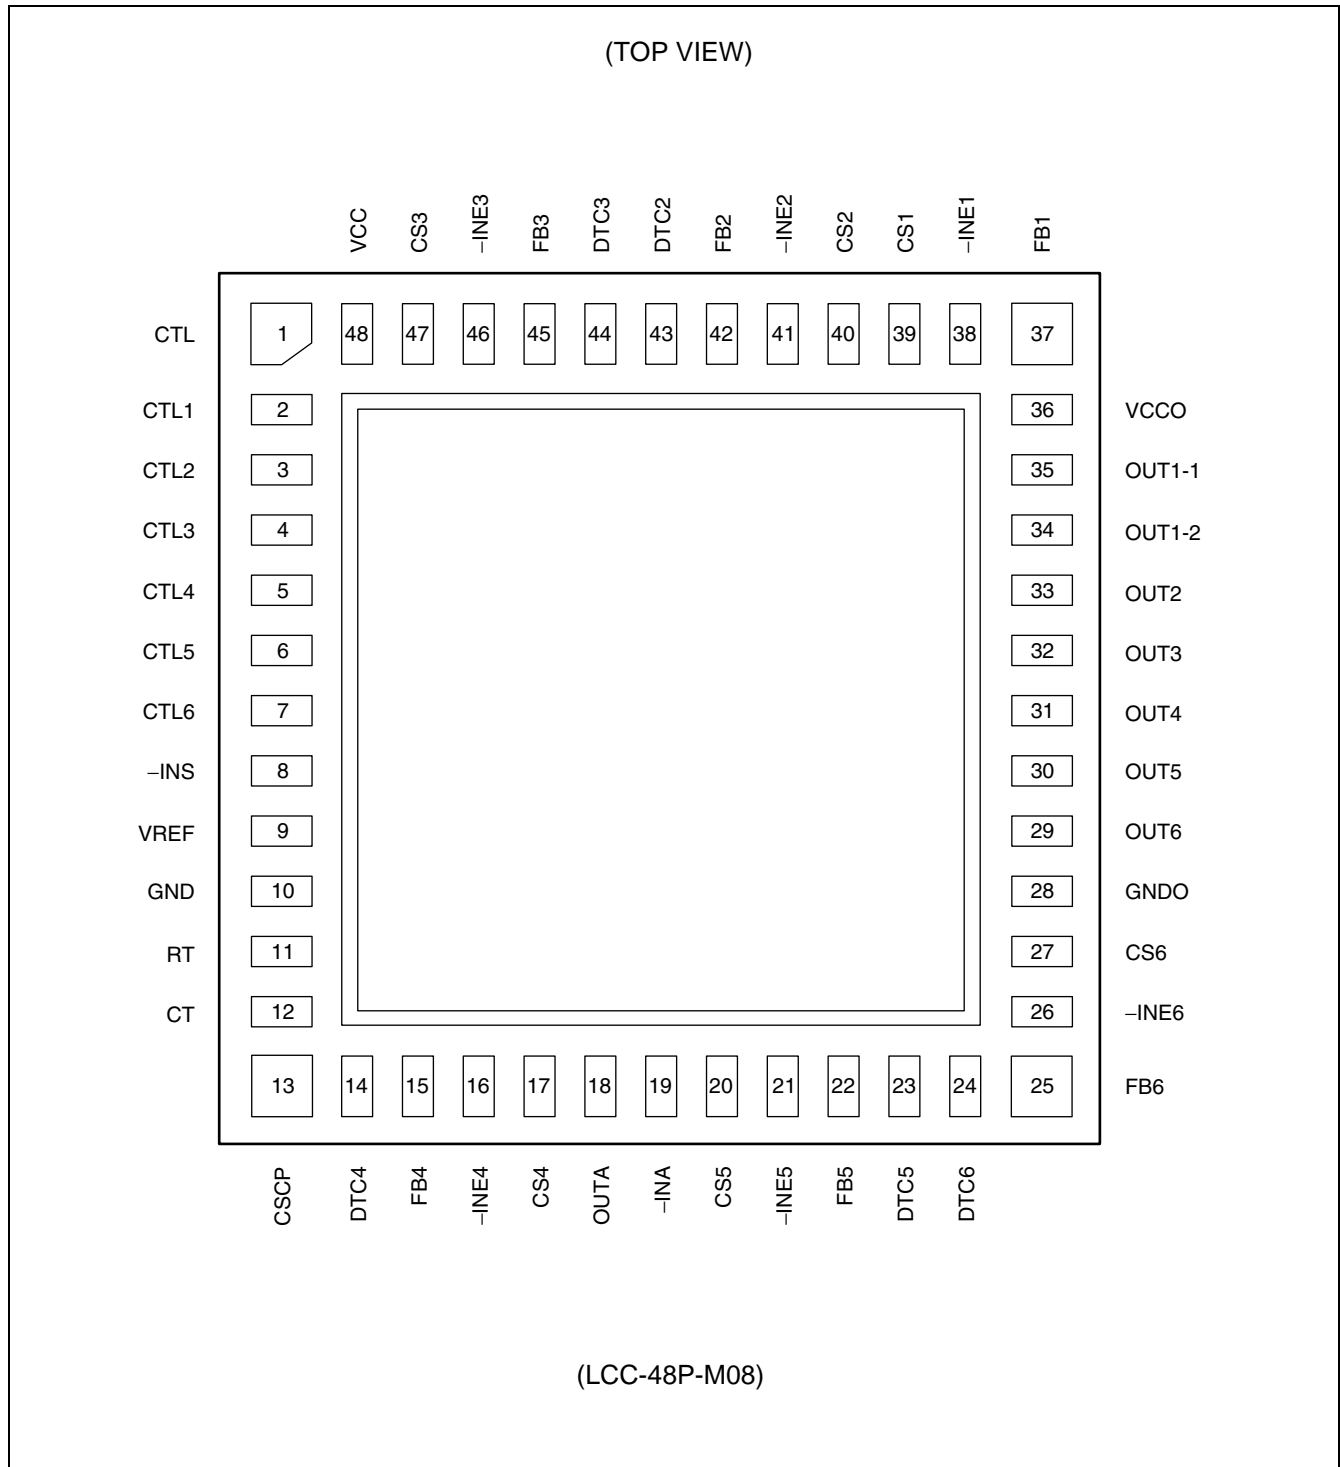 (TOP VIEW)
VCC CS3 –INE3 FB3 DTC3 DTC2 FB2 –INE2 CS2 CS1 –INE1 FB1
CTL 1 48 47 46 45 44 43 42 41 40 39 38 37
CTL1 2 36 VCCO
CTL2 3 35 OUT1-1
CTL3 4 34 OUT1-2
CTL4 5 33 OUT2
CTL5 6 32 OUT3
CTL6 7 31 OUT4
–INS 8 30 OUT5
VREF 9 29 OUT6
GND 10 28 GNDO
RT 11 27 CS6
CT 12 26 –INE6
13 14 15 16 17 18 19 20 21 22 23 24 25 FB6
CSCP DTC4 FB4 –INE4 CS4 OUTA –INA CS5 –INE5 FB5 DTC5 DTC6
(LCC-48P-M08)